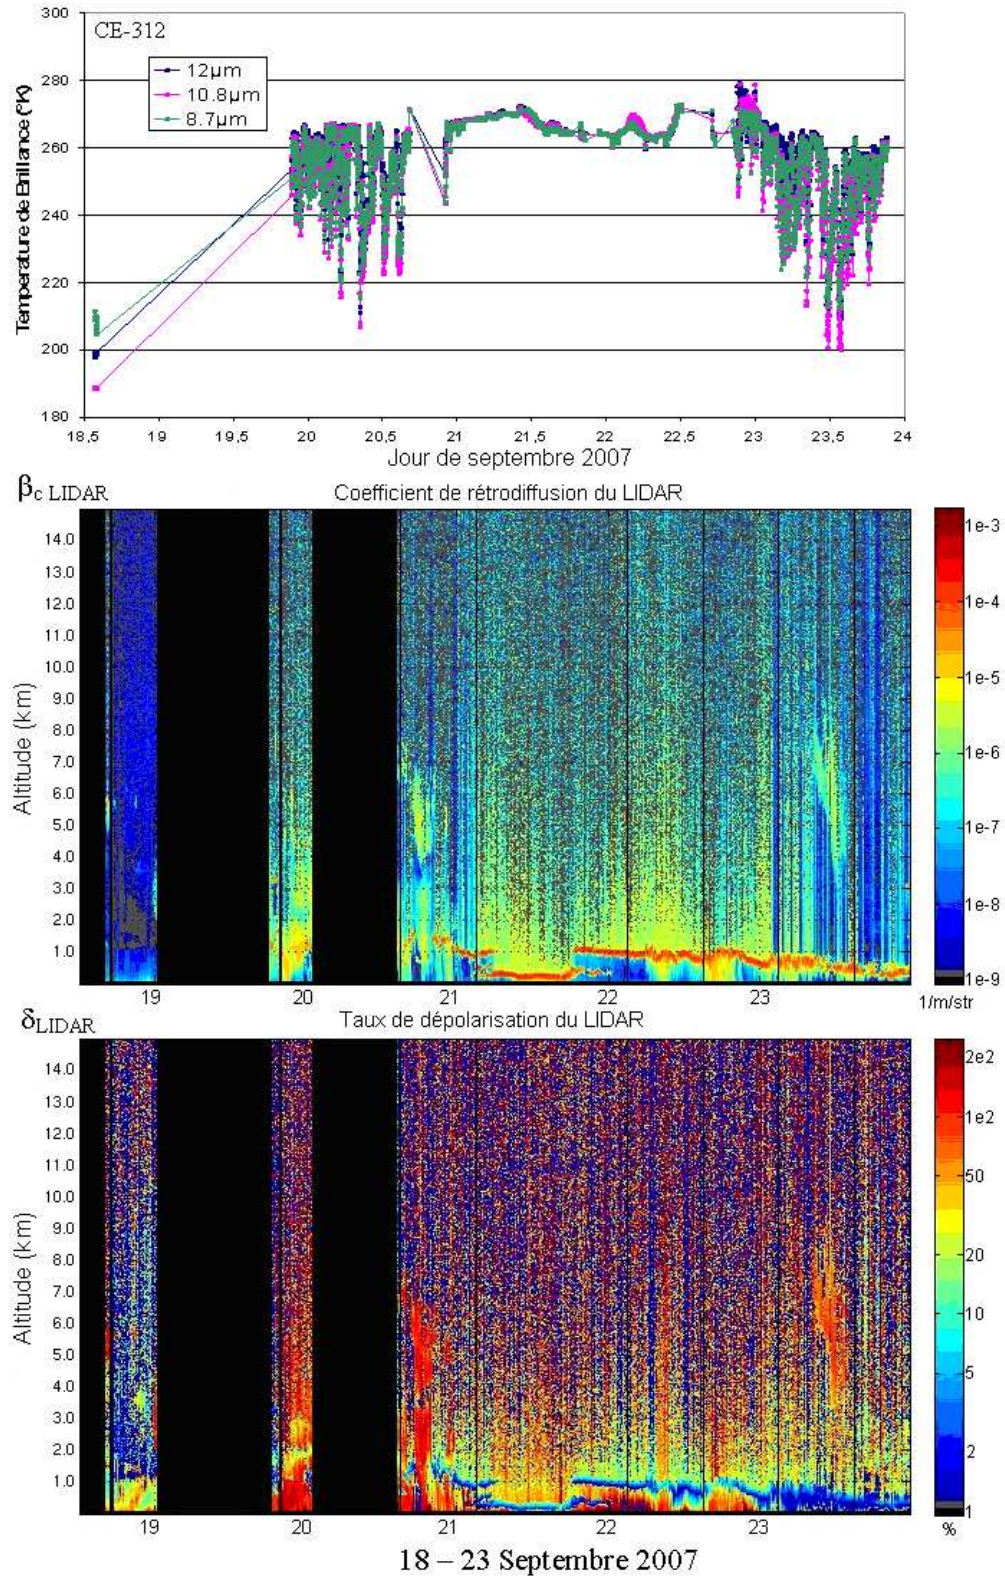 CE-312
300
280
260
240
220
200
180
12µm
10.8µm
8.7µm
Temperature de Brillance (°K)
18,5 19 19,5 20 20,5 21 21,5 22 22,5 23 23,5 24
Jour de septembre 2007
βc LIDAR
Coefficient de rétrodiffusion du LIDAR
Altitude (km)
14.0
13.0
12.0
11.0
10.0
9.0
8.0
7.0
6.0
5.0
4.0
3.0
2.0
1.0
1e-3
1e-4
1e-5
1e-6
1e-7
1e-8
1e-9
19 20 21 22 23
1/m/str
δLIDAR
Taux de dépolarisation du LIDAR
Altitude (km)
14.0
13.0
12.0
11.0
10.0
9.0
8.0
7.0
6.0
5.0
4.0
3.0
2.0
1.0
2e2
1e2
50
20
10
5
2
1
19 20 21 22 23
%
18 – 23 Septembre 2007